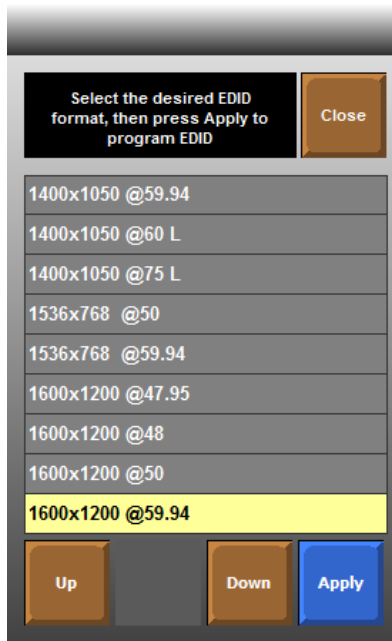 Select the desired EDID
format, then press Apply to
program EDID
Close
1400x1050 @59.94
1400x1050 @60 L
1400x1050 @75 L
1536x768 @50
1536x768 @59.94
1600x1200 @47.95
1600x1200 @48
1600x1200 @50
1600x1200 @59.94
Up
Down
Apply